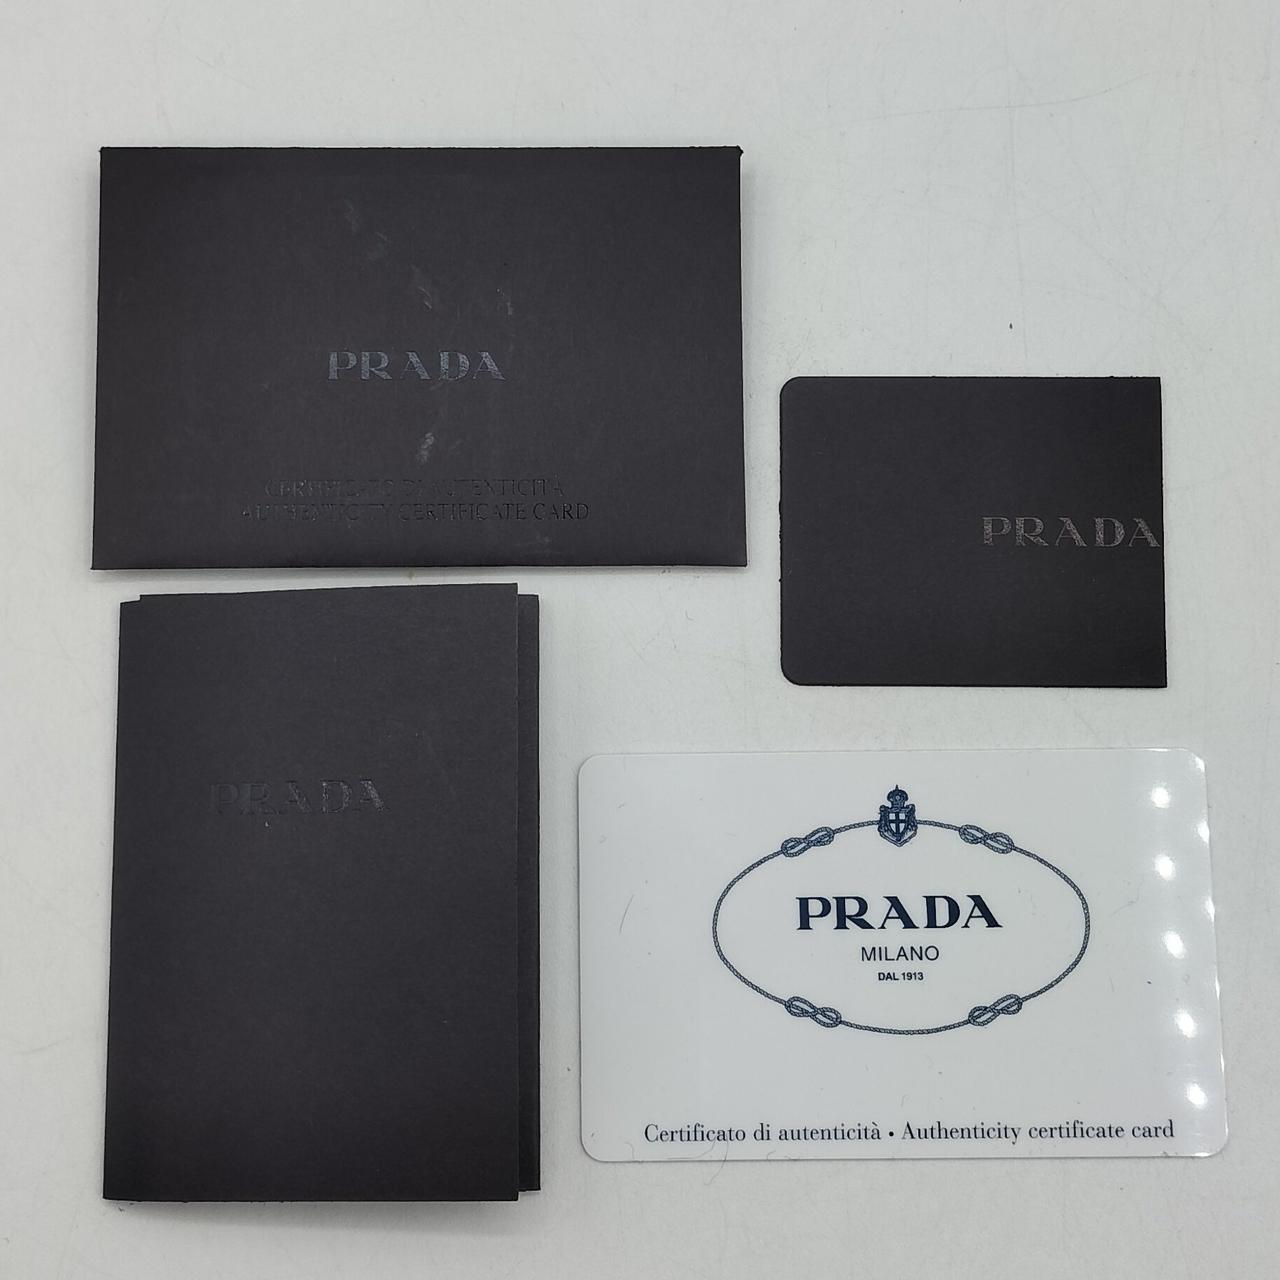 PRADA
CERTIFICATO DI AUTENTICITÀ
AUTHENTICITY CERTIFICATE CARD
PRADA
PRADA
PRADA
MILANO
DAL 1913
Certificato di autenticità • Authenticity certificate card